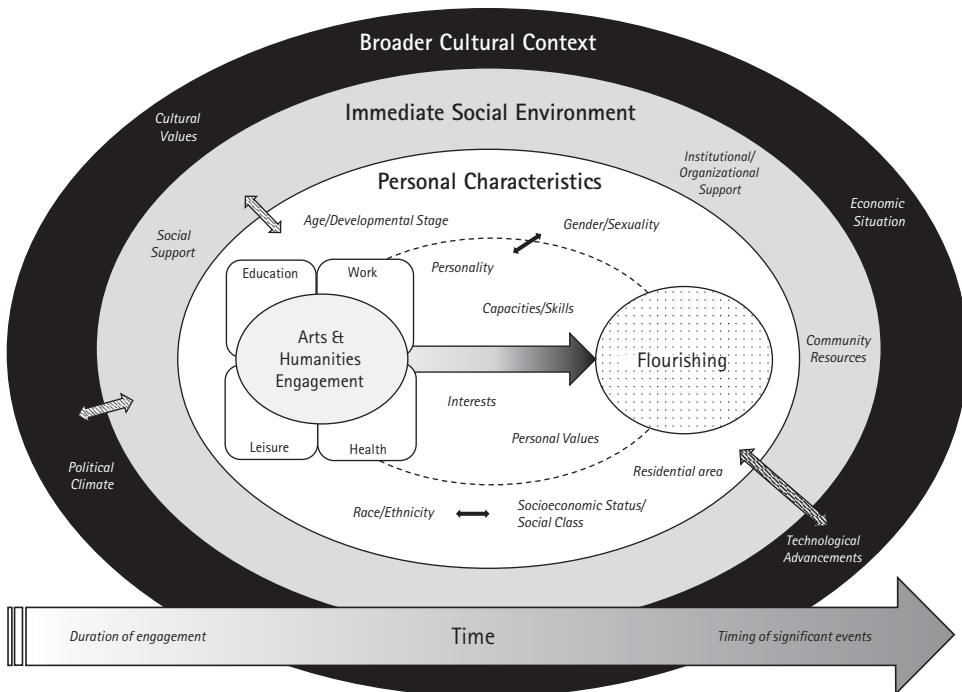 Broader Cultural Context
Cultural
Values
Immediate Social Environment
Institutional/
Organizational
Support
Economic
Situation
Personal Characteristics
Social
Support
Age/Developmental Stage
Gender/Sexuality
Education
Work
Personality
Capacities/Skills
Arts &
Humanities
Engagement
Flourishing
Community
Resources
Interests
Leisure
Health
Personal Values
Political
Climate
Residential area
Race/Ethnicity
Socioeconomic Status/
Social Class
Technological
Advancements
Duration of engagement
Time
Timing of significant events